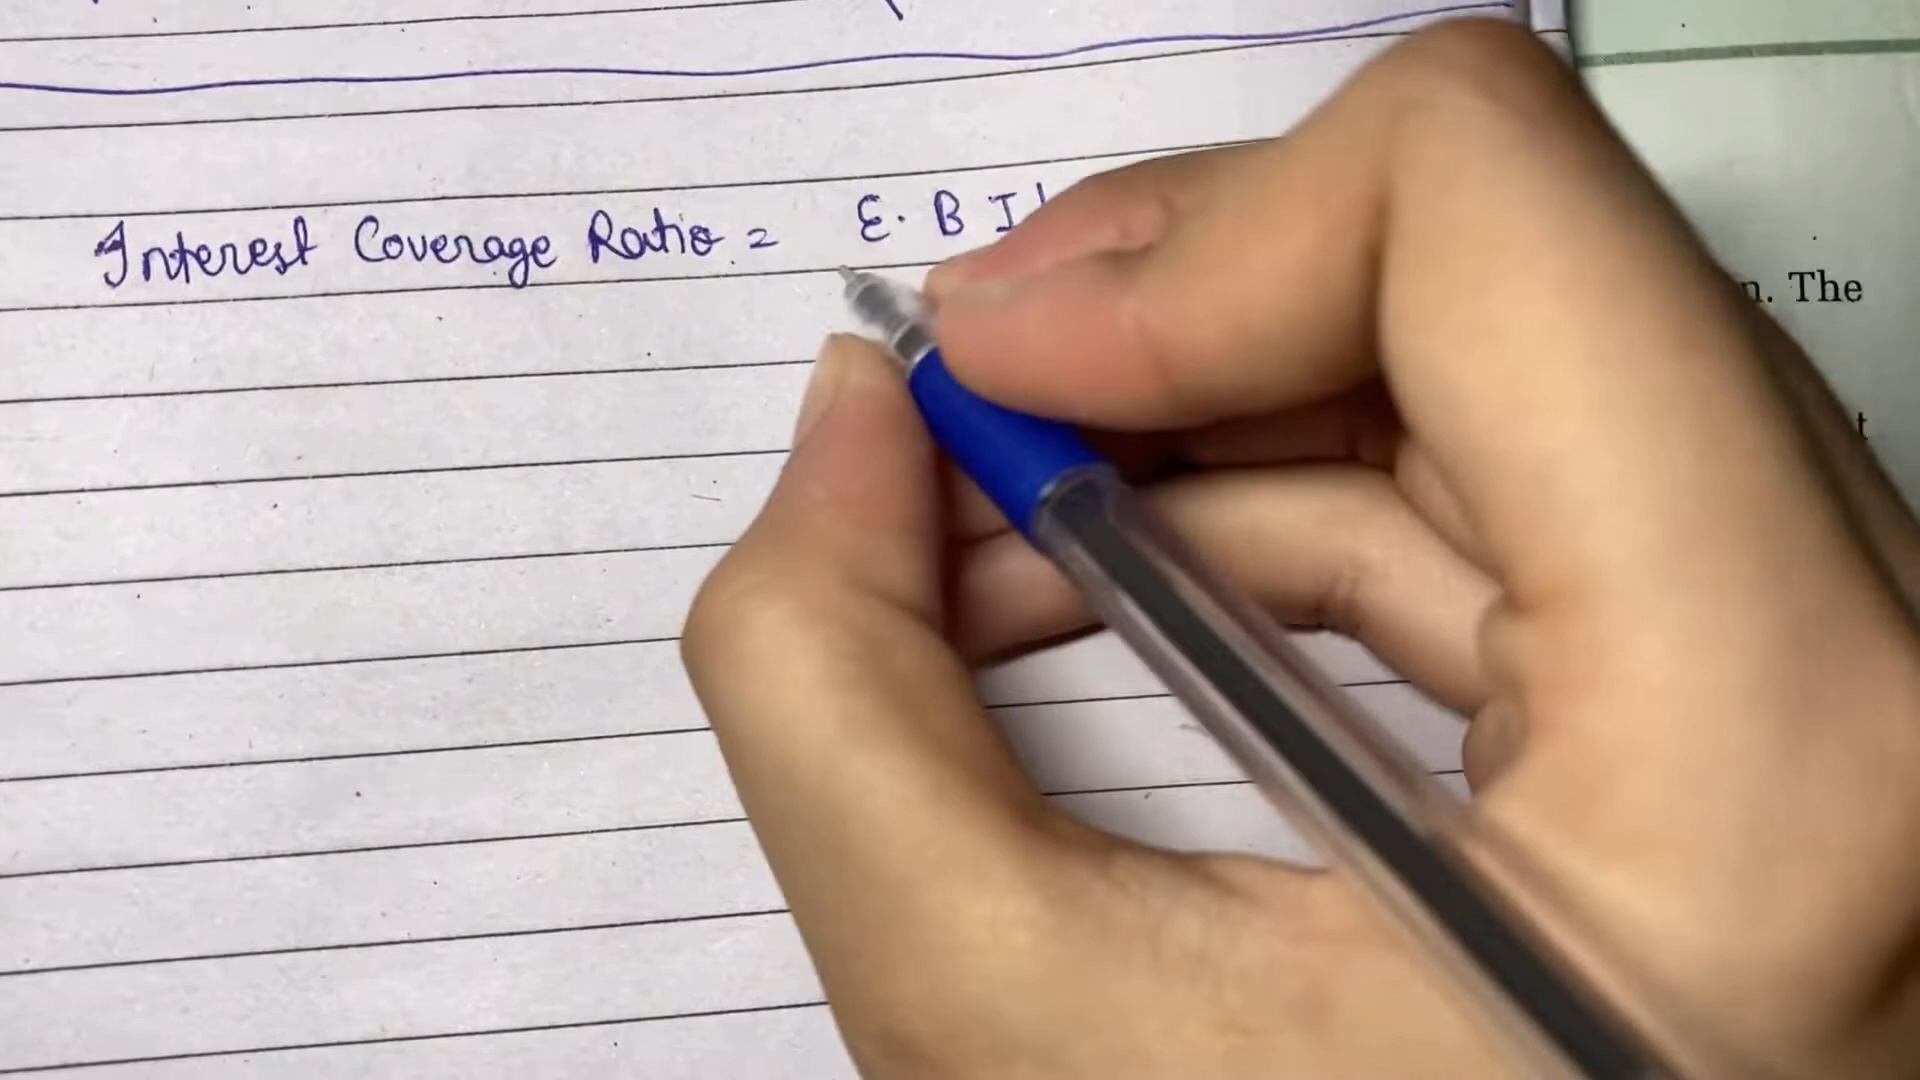 Interest Coverage Ratio = E. B I
n. The
t